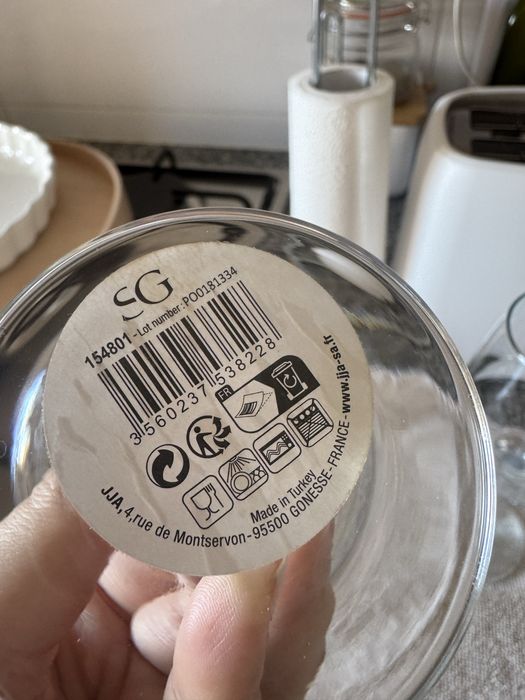 SG
154801 - Lot number : PO0181334
3 560237 538228
FR
Made in Turkey
JJA, 4, rue de Montservon - 95500 GONESSE - FRANCE - www.jja-sa.fr